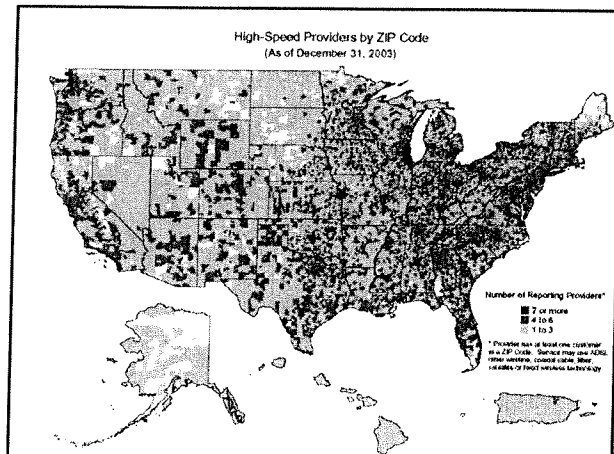 High-Speed Providers by ZIP Code
(As of December 31, 2003)
Number of Reporting Providers*
7 or more
4 to 6
1 to 3
* Provider has at least one customer
in a ZIP Code. Service may use ADSL,
other wireline, coaxial cable, fiber,
satellite or fixed wireless technology